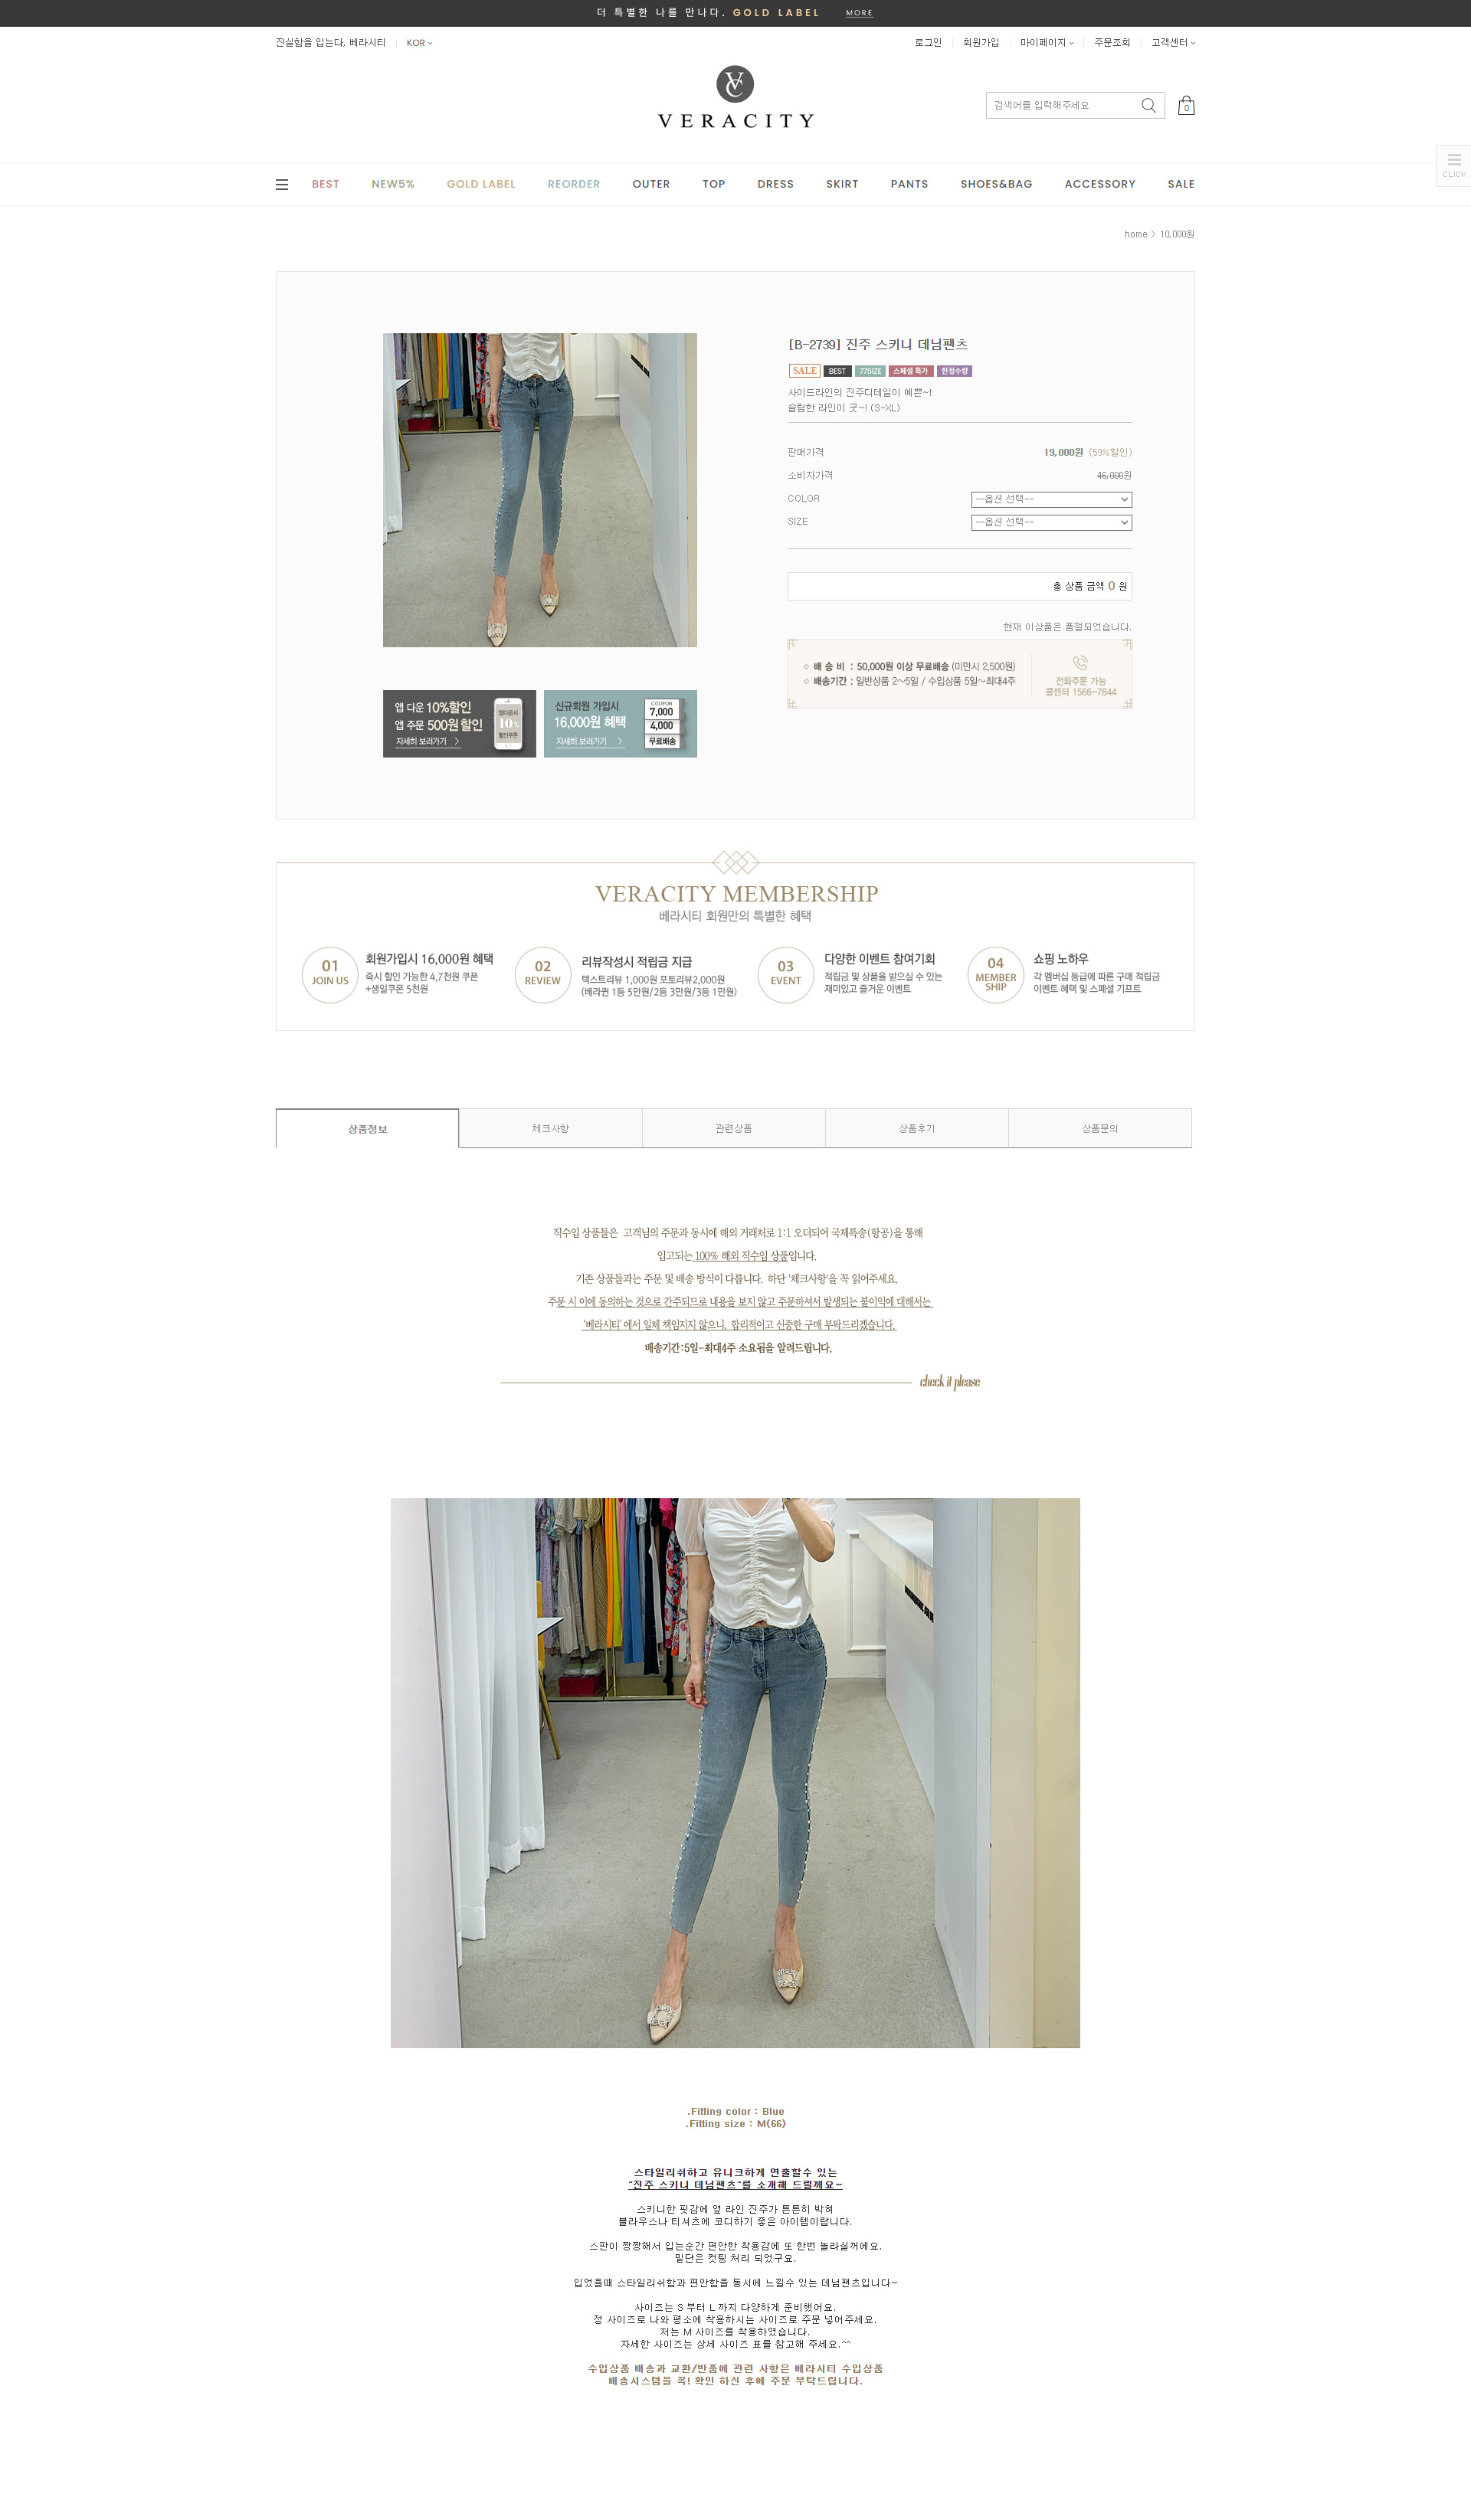 더 특별한 나를 만나다. GOLD LABEL MORE
진실함을 입는다, 베라시티 KOR
로그인 회원가입 마이페이지 주문조회 고객센터
VC
VERACITY
검색어를 입력해주세요
0
CLICK
BEST NEW5% GOLD LABEL REORDER OUTER TOP DRESS SKIRT PANTS SHOES&BAG ACCESSORY SALE
home > 10,000원
[B-2739] 진주 스키니 데님팬츠
SALE BEST 77SIZE 스페셜 특가 한정수량
사이드라인의 진주디테일이 예쁜~!
슬림한 라인이 굿~! (S-XL)
판매가격 19,000원 (59%할인)
소비자가격 46,000원
COLOR --옵션 선택--
SIZE --옵션 선택--
총 상품 금액 0 원
현재 이상품은 품절되었습니다.
배 송 비 : 50,000원 이상 무료배송 (미만시 2,500원)
배송기간 : 일반상품 2~5일 / 수입상품 5일~최대4주
전화주문 가능
콜센터 1566-7844
앱 다운 10%할인
앱 주문 500원 할인
자세히 보러가기 >
앱다운시
10%
할인쿠폰
신규회원 가입시
16,000원 혜택
자세히 보러가기 >
COUPON
7,000
4,000
무료배송
VERACITY MEMBERSHIP
베라시티 회원만의 특별한 혜택
01
JOIN US
회원가입시 16,000원 혜택
즉시 할인 가능한 4,7천원 쿠폰
+생일쿠폰 5천원
02
REVIEW
리뷰작성시 적립금 지급
텍스트리뷰 1,000원 포토리뷰2,000원
(베라퀸 1등 5만원/2등 3만원/3등 1만원)
03
EVENT
다양한 이벤트 참여기회
적립금 및 상품을 받으실 수 있는
재미있고 즐거운 이벤트
04
MEMBER
SHIP
쇼핑 노하우
각 멤버십 등급에 따른 구매 적립금
이벤트 혜택 및 스페셜 기프트
상품정보 체크사항 관련상품 상품후기 상품문의
직수입 상품들은 고객님의 주문과 동시에 해외 거래처로 1:1 오더되어 국제특송(항공)을 통해
입고되는 100% 해외 직수입 상품입니다.
기존 상품들과는 주문 및 배송 방식이 다릅니다. 하단 '체크사항'을 꼭 읽어주세요.
주문 시 이에 동의하는 것으로 간주되므로 내용을 보지 않고 주문하셔서 발생되는 불이익에 대해서는
'베라시티' 에서 일체 책임지지 않으니, 합리적이고 신중한 구매 부탁드리겠습니다.
배송기간:5일-최대4주 소요됨을 알려드립니다.
check it please
.Fitting color : Blue
.Fitting size : M(66)
스타일리쉬하고 유니크하게 연출할수 있는
"진주 스키니 데님팬츠"를 소개해 드릴께요~
스키니한 핏감에 옆 라인 진주가 튼튼히 박혀
블라우스나 티셔츠에 코디하기 좋은 아이템이랍니다.
스판이 짱짱해서 입는순간 편안한 착용감에 또 한번 놀라실꺼에요.
밑단은 컷팅 처리 되었구요.
입었을때 스타일리쉬함과 편안함을 동시에 느낄수 있는 데님팬츠입니다~
사이즈는 S 부터 L 까지 다양하게 준비했어요.
정 사이즈로 나와 평소에 착용하시는 사이즈로 주문 넣어주세요.
저는 M 사이즈를 착용하였습니다.
자세한 사이즈는 상세 사이즈 표를 참고해 주세요.^^
수입상품 배송과 교환/반품에 관련 사항은 베라시티 수입상품
배송시스템을 꼭! 확인 하신 후에 주문 부탁드립니다.